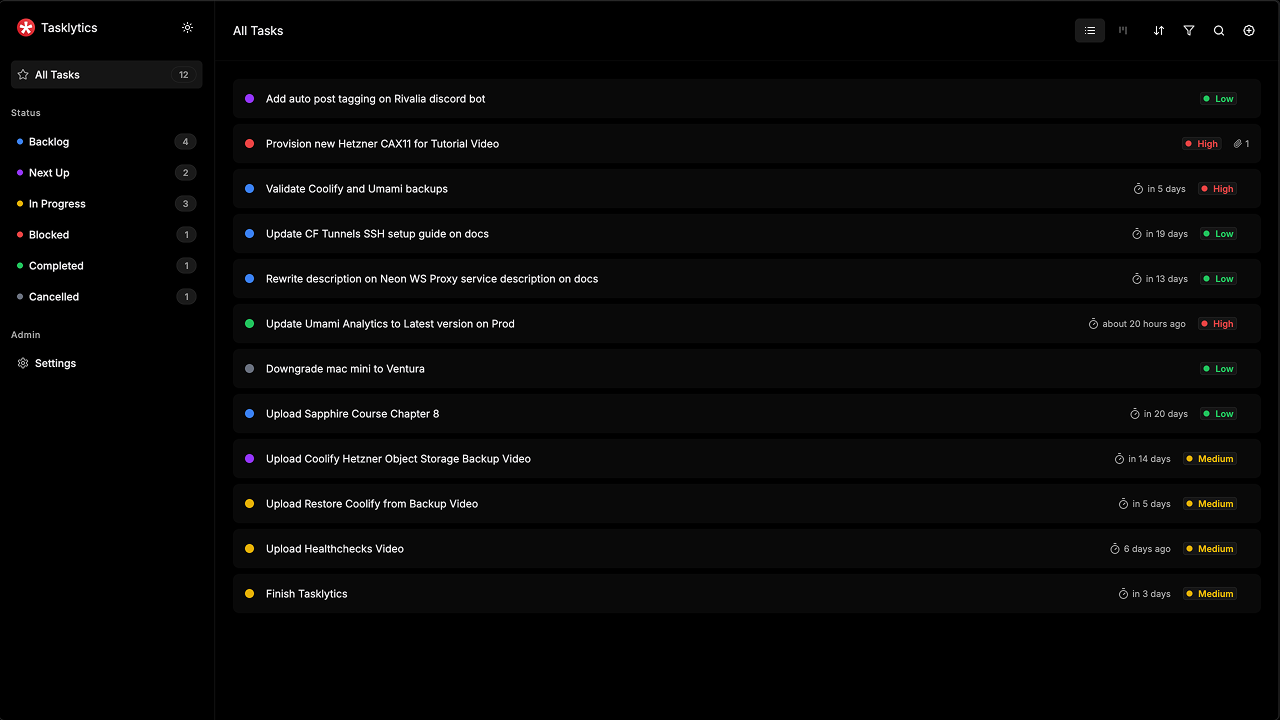 Tasklytics
All Tasks 12
Status
Backlog 4
Next Up 2
In Progress 3
Blocked 1
Completed 1
Cancelled 1
Admin
Settings
All Tasks
Add auto post tagging on Rivalia discord bot Low
Provision new Hetzner CAX11 for Tutorial Video High 1
Validate Coolify and Umami backups in 5 days High
Update CF Tunnels SSH setup guide on docs in 19 days Low
Rewrite description on Neon WS Proxy service description on docs in 13 days Low
Update Umami Analytics to Latest version on Prod about 20 hours ago High
Downgrade mac mini to Ventura Low
Upload Sapphire Course Chapter 8 in 20 days Low
Upload Coolify Hetzner Object Storage Backup Video in 14 days Medium
Upload Restore Coolify from Backup Video in 5 days Medium
Upload Healthchecks Video 6 days ago Medium
Finish Tasklytics in 3 days Medium